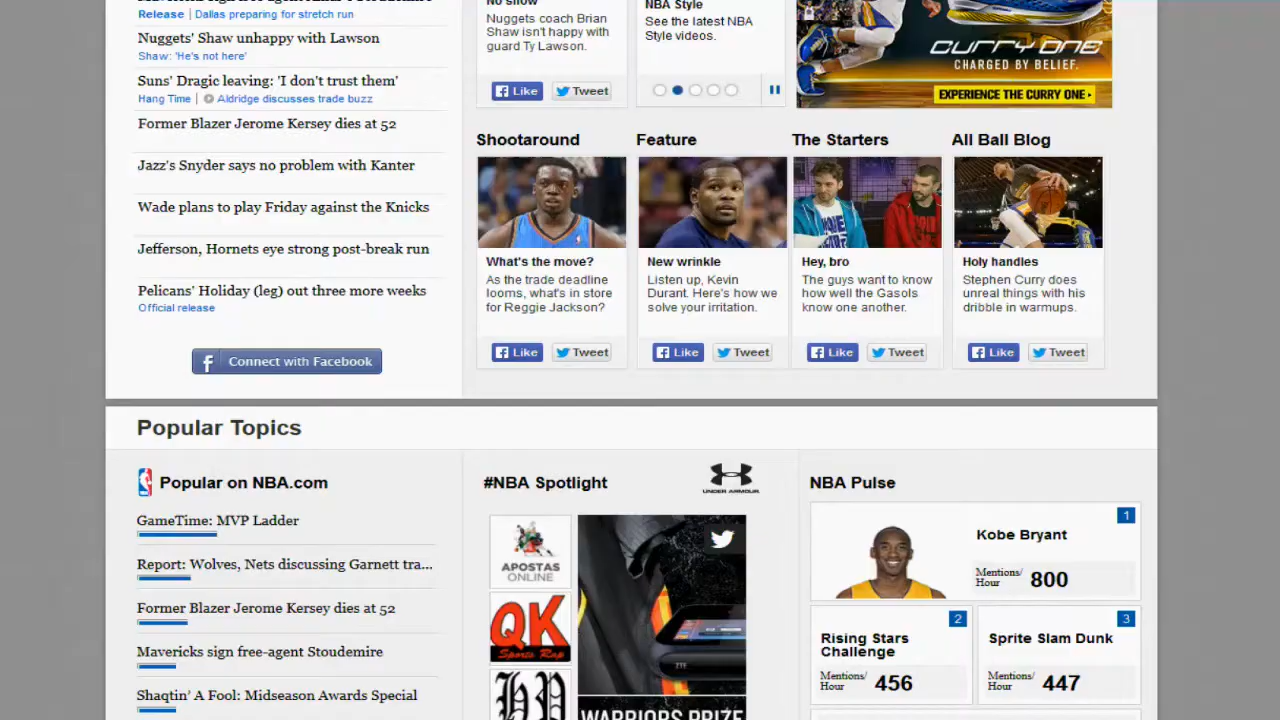 Release | Dallas preparing for stretch run
Nuggets' Shaw unhappy with Lawson
Shaw: 'He's not here'
Suns' Dragic leaving: 'I don't trust them'
Hang Time | Aldridge discusses trade buzz
Former Blazer Jerome Kersey dies at 52
Jazz's Snyder says no problem with Kanter
Wade plans to play Friday against the Knicks
Jefferson, Hornets eye strong post-break run
Pelicans' Holiday (leg) out three more weeks
Official release
Connect with Facebook
No show
Nuggets coach Brian
Shaw isn't happy with
guard Ty Lawson.
Like Tweet
NBA Style
See the latest NBA
Style videos.
CURRY ONE
CHARGED BY BELIEF.
EXPERIENCE THE CURRY ONE
Shootaround
What's the move?
As the trade deadline
looms, what's in store
for Reggie Jackson?
Like Tweet
Feature
New wrinkle
Listen up, Kevin
Durant. Here's how we
solve your irritation.
Like Tweet
The Starters
Hey, bro
The guys want to know
how well the Gasols
know one another.
Like Tweet
All Ball Blog
Holy handles
Stephen Curry does
unreal things with his
dribble in warmups.
Like Tweet
Popular Topics
Popular on NBA.com
GameTime: MVP Ladder
Report: Wolves, Nets discussing Garnett tra...
Former Blazer Jerome Kersey dies at 52
Mavericks sign free-agent Stoudemire
Shaqtin' A Fool: Midseason Awards Special
#NBA Spotlight
UNDER ARMOUR
APOSTAS
ONLINE
QK
Sports Rap
ZTE
WARRIORS PRIZE
NBA Pulse
1
Kobe Bryant
Mentions/
Hour 800
2
Rising Stars
Challenge
Mentions/
Hour 456
3
Sprite Slam Dunk
Mentions/
Hour 447